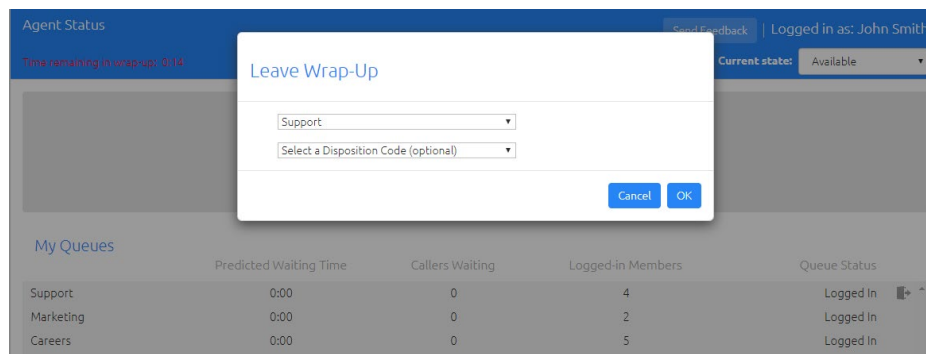 Agent Status
Send Feedback | Logged in as: John Smith
Time remaining in wrap-up: 0:14
Current state: Available
Leave Wrap-Up
Support
Select a Disposition Code (optional)
Cancel OK
My Queues
Predicted Waiting Time Callers Waiting Logged-in Members Queue Status
Support 0:00 0 4 Logged In
Marketing 0:00 0 2 Logged In
Careers 0:00 0 5 Logged In